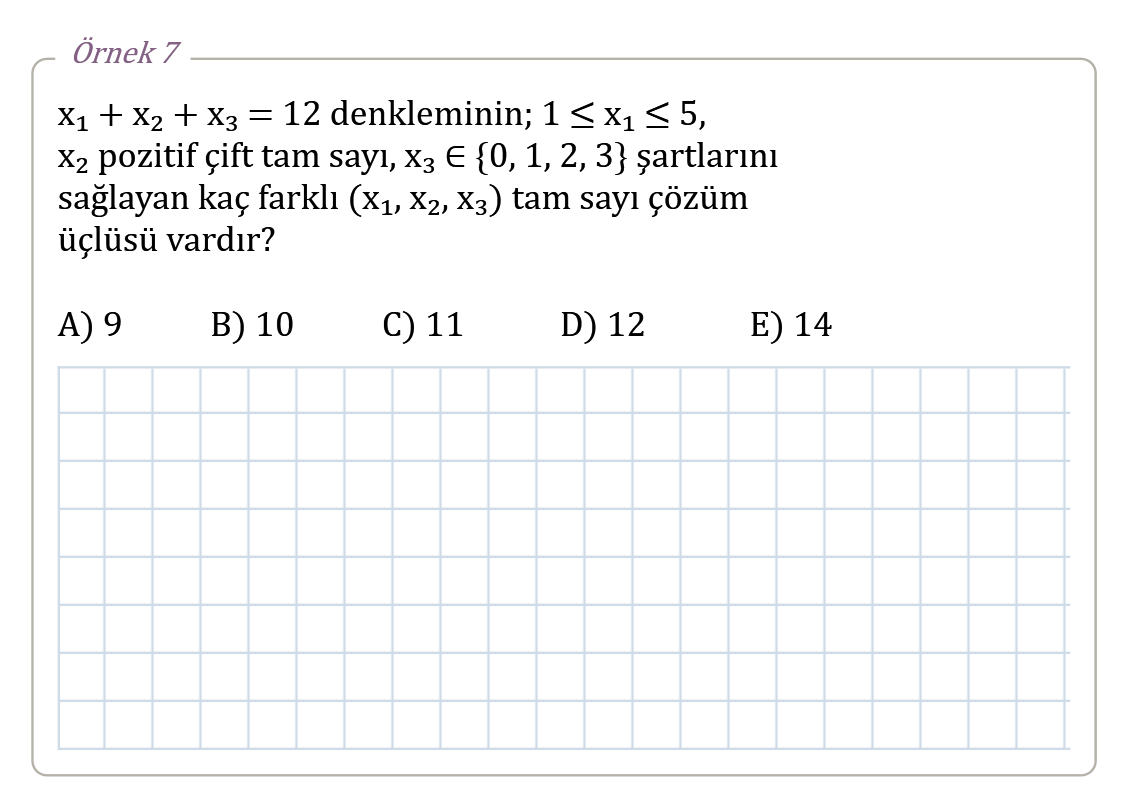 Örnek 7
x₁ + x₂ + x₃ = 12 denkleminin; 1 ≤ x₁ ≤ 5,
x₂ pozitif çift tam sayı, x₃ ∈ {0, 1, 2, 3} şartlarını
sağlayan kaç farklı (x₁, x₂, x₃) tam sayı çözüm
üçlüsü vardır?
A) 9 B) 10 C) 11 D) 12 E) 14